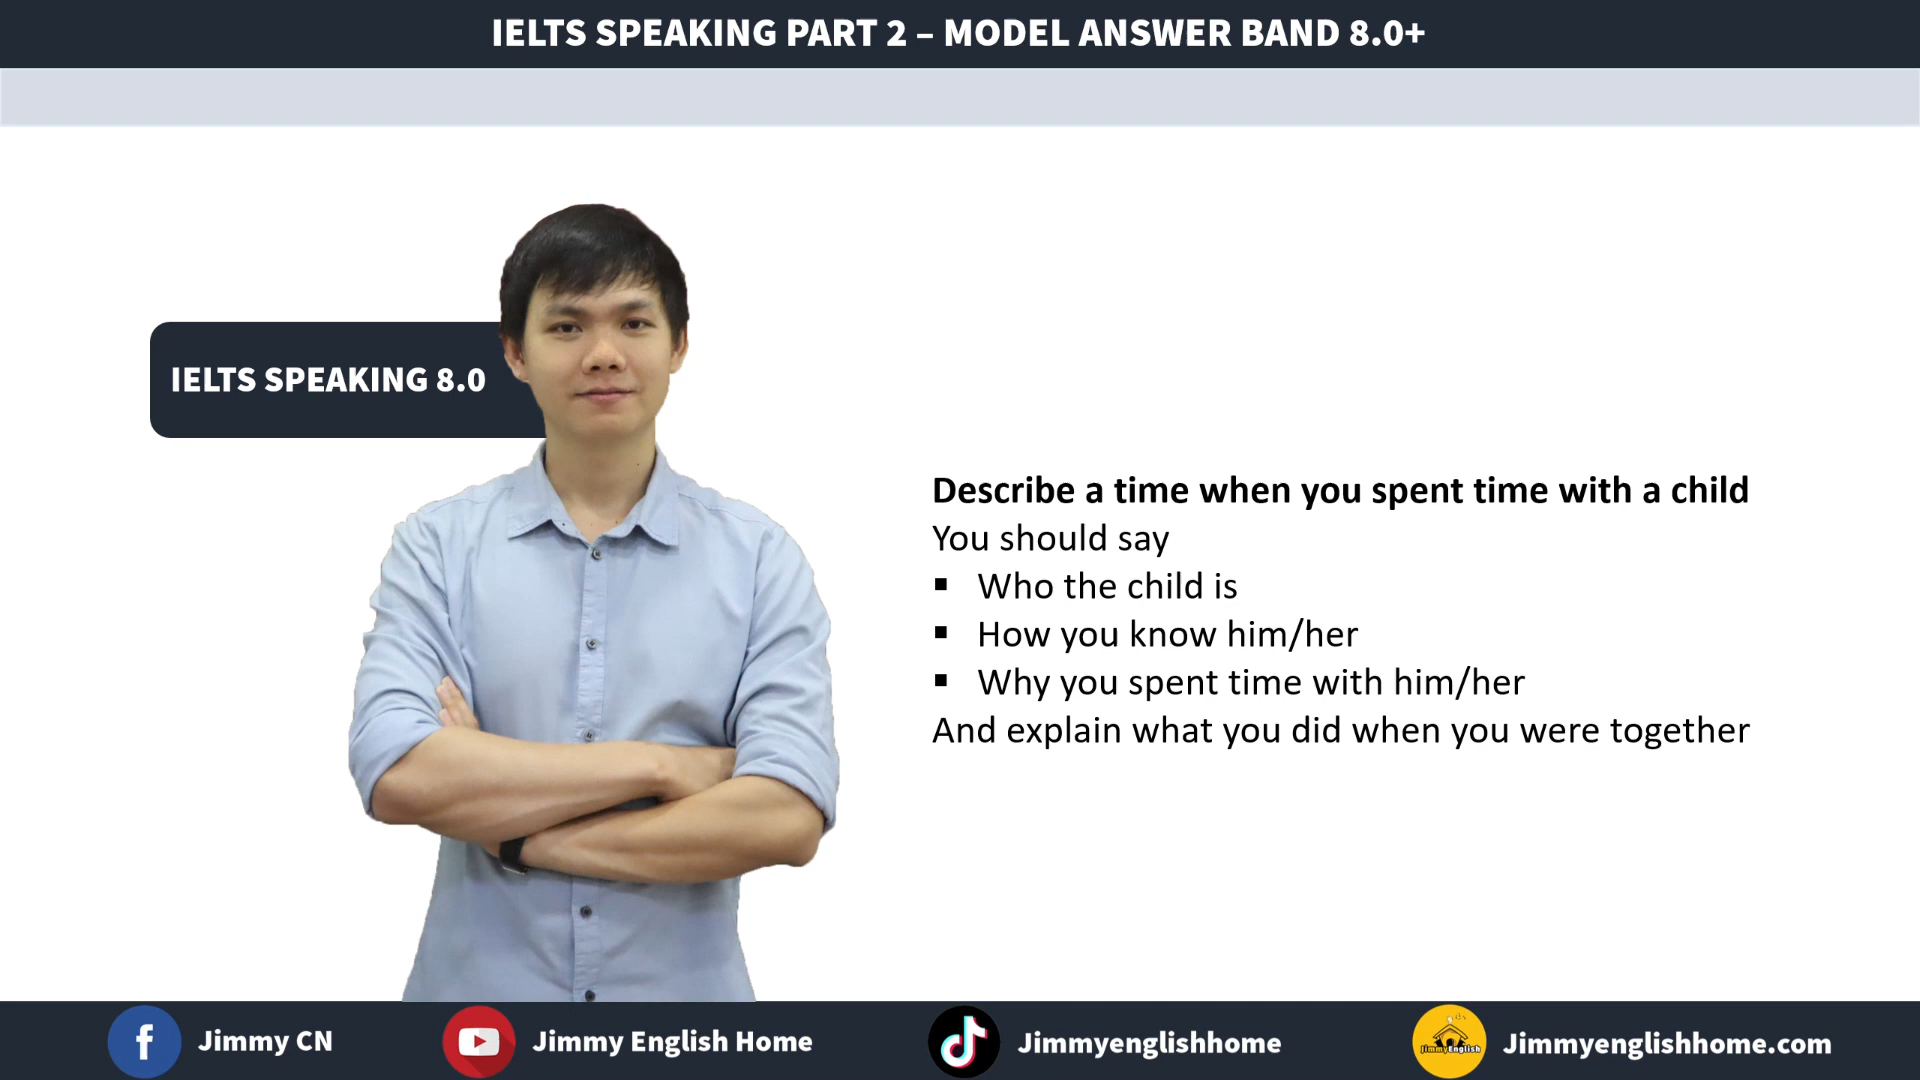 IELTS SPEAKING PART 2 – MODEL ANSWER BAND 8.0+
IELTS SPEAKING 8.0
Describe a time when you spent time with a child
You should say
▪ Who the child is
▪ How you know him/her
▪ Why you spent time with him/her
And explain what you did when you were together
Jimmy CN
Jimmy English Home
Jimmyenglishhome
JimmyEnglish
Jimmyenglishhome.com